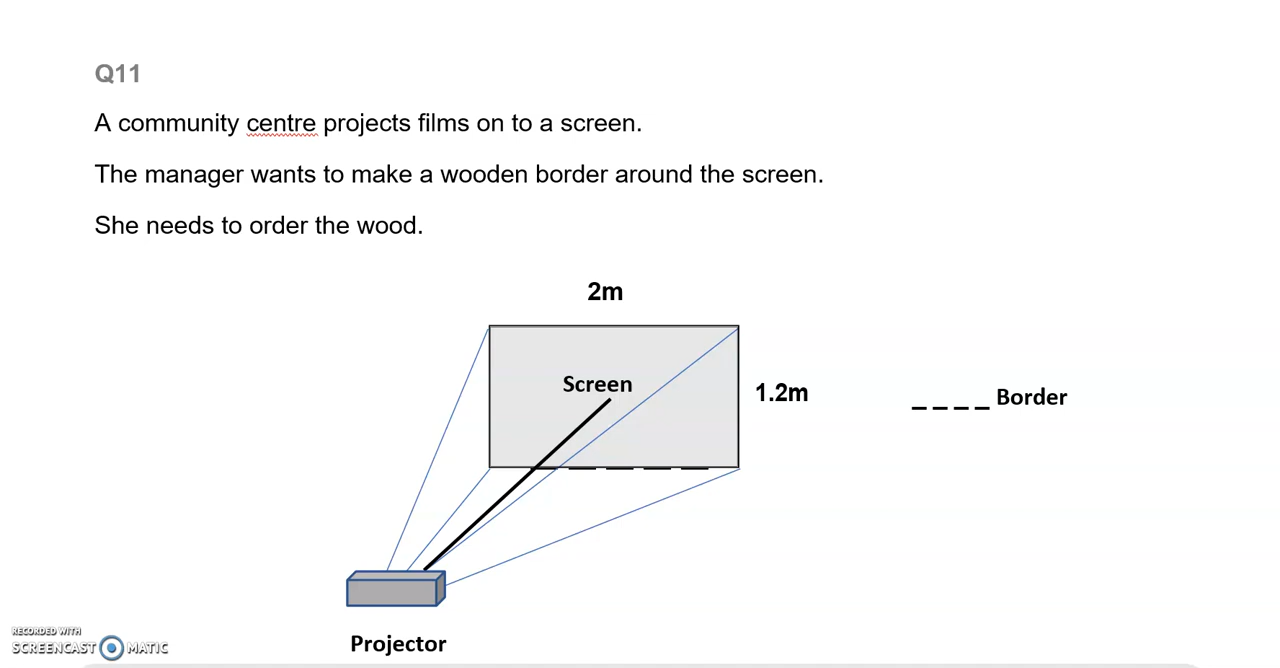 Q11
A community centre projects films on to a screen.
The manager wants to make a wooden border around the screen.
She needs to order the wood.
2m
Screen
1.2m
Border
Projector
RECORDED WITH
SCREENCAST MATIC